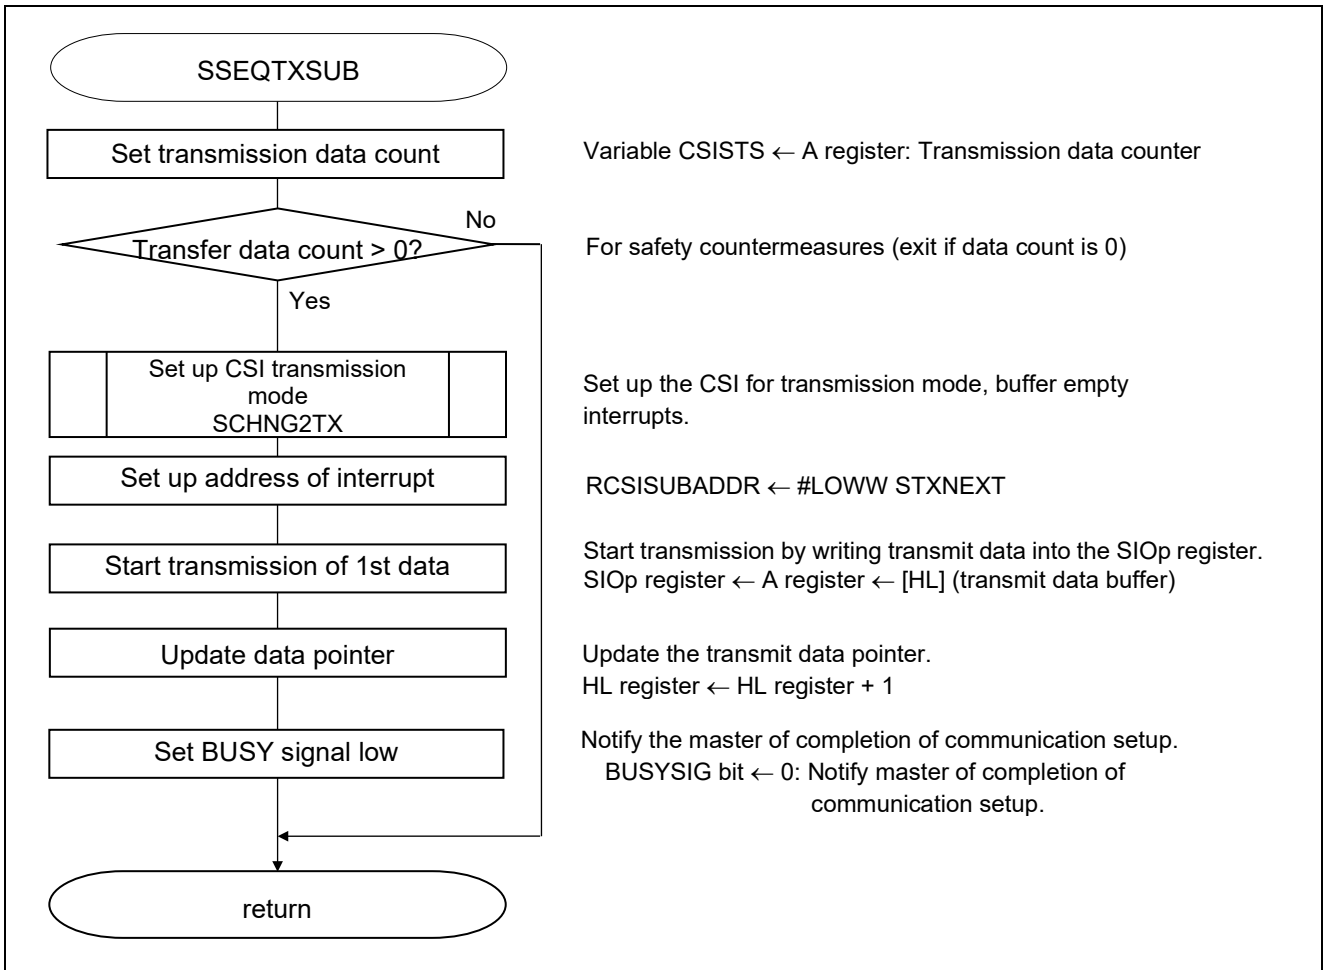 SSEQTXSUB
Set transmission data count
Variable CSISTS ← A register: Transmission data counter
No
Transfer data count > 0?
For safety countermeasures (exit if data count is 0)
Yes
Set up CSI transmission
mode
SCHNG2TX
Set up the CSI for transmission mode, buffer empty
interrupts.
Set up address of interrupt
RCSISUBADDR ← #LOWW STXNEXT
Start transmission of 1st data
Start transmission by writing transmit data into the SIOp register.
SIOp register ← A register ← [HL] (transmit data buffer)
Update data pointer
Update the transmit data pointer.
HL register ← HL register + 1
Set BUSY signal low
Notify the master of completion of communication setup.
BUSYSIG bit ← 0: Notify master of completion of
communication setup.
return